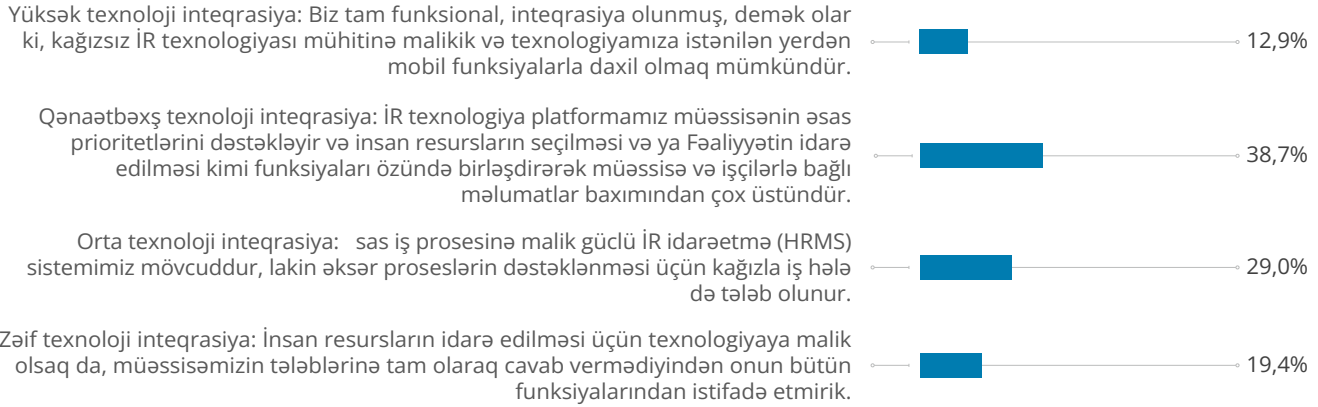 Yüksək texnoloji inteqrasiya: Biz tam funksional, inteqrasiya olunmuş, demək olar
ki, kağızsız İR texnologiyası mühitinə malikik və texnologiyamıza istənilən yerdən
mobil funksiyalarla daxil olmaq mümkündür.
12,9%
Qənaətbəxş texnoloji inteqrasiya: İR texnologiya platformamız müəssisənin əsas
prioritetlərini dəstəkləyir və insan resursların seçilməsi və ya Fəaliyyətin idarə
edilməsi kimi funksiyaları özündə birləşdirərək müəssisə və işçilərlə bağlı
məlumatlar baxımından çox üstündür.
38,7%
Orta texnoloji inteqrasiya: sas iş prosesinə malik güclü İR idarəetmə (HRMS)
sistemimiz mövcuddur, lakin əksər proseslərin dəstəklənməsi üçün kağızla iş hələ
də tələb olunur.
29,0%
Zəif texnoloji inteqrasiya: İnsan resursların idarə edilməsi üçün texnologiyaya malik
olsaq da, müəssisəmizin tələblərinə tam olaraq cavab vermədiyindən onun bütün
funksiyalarından istifadə etmirik.
19,4%